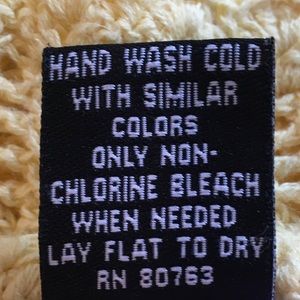 HAND WASH COLD
WITH SIMILAR
COLORS
ONLY NON-
CHLORINE BLEACH
WHEN NEEDED
LAY FLAT TO DRY
RN 80763